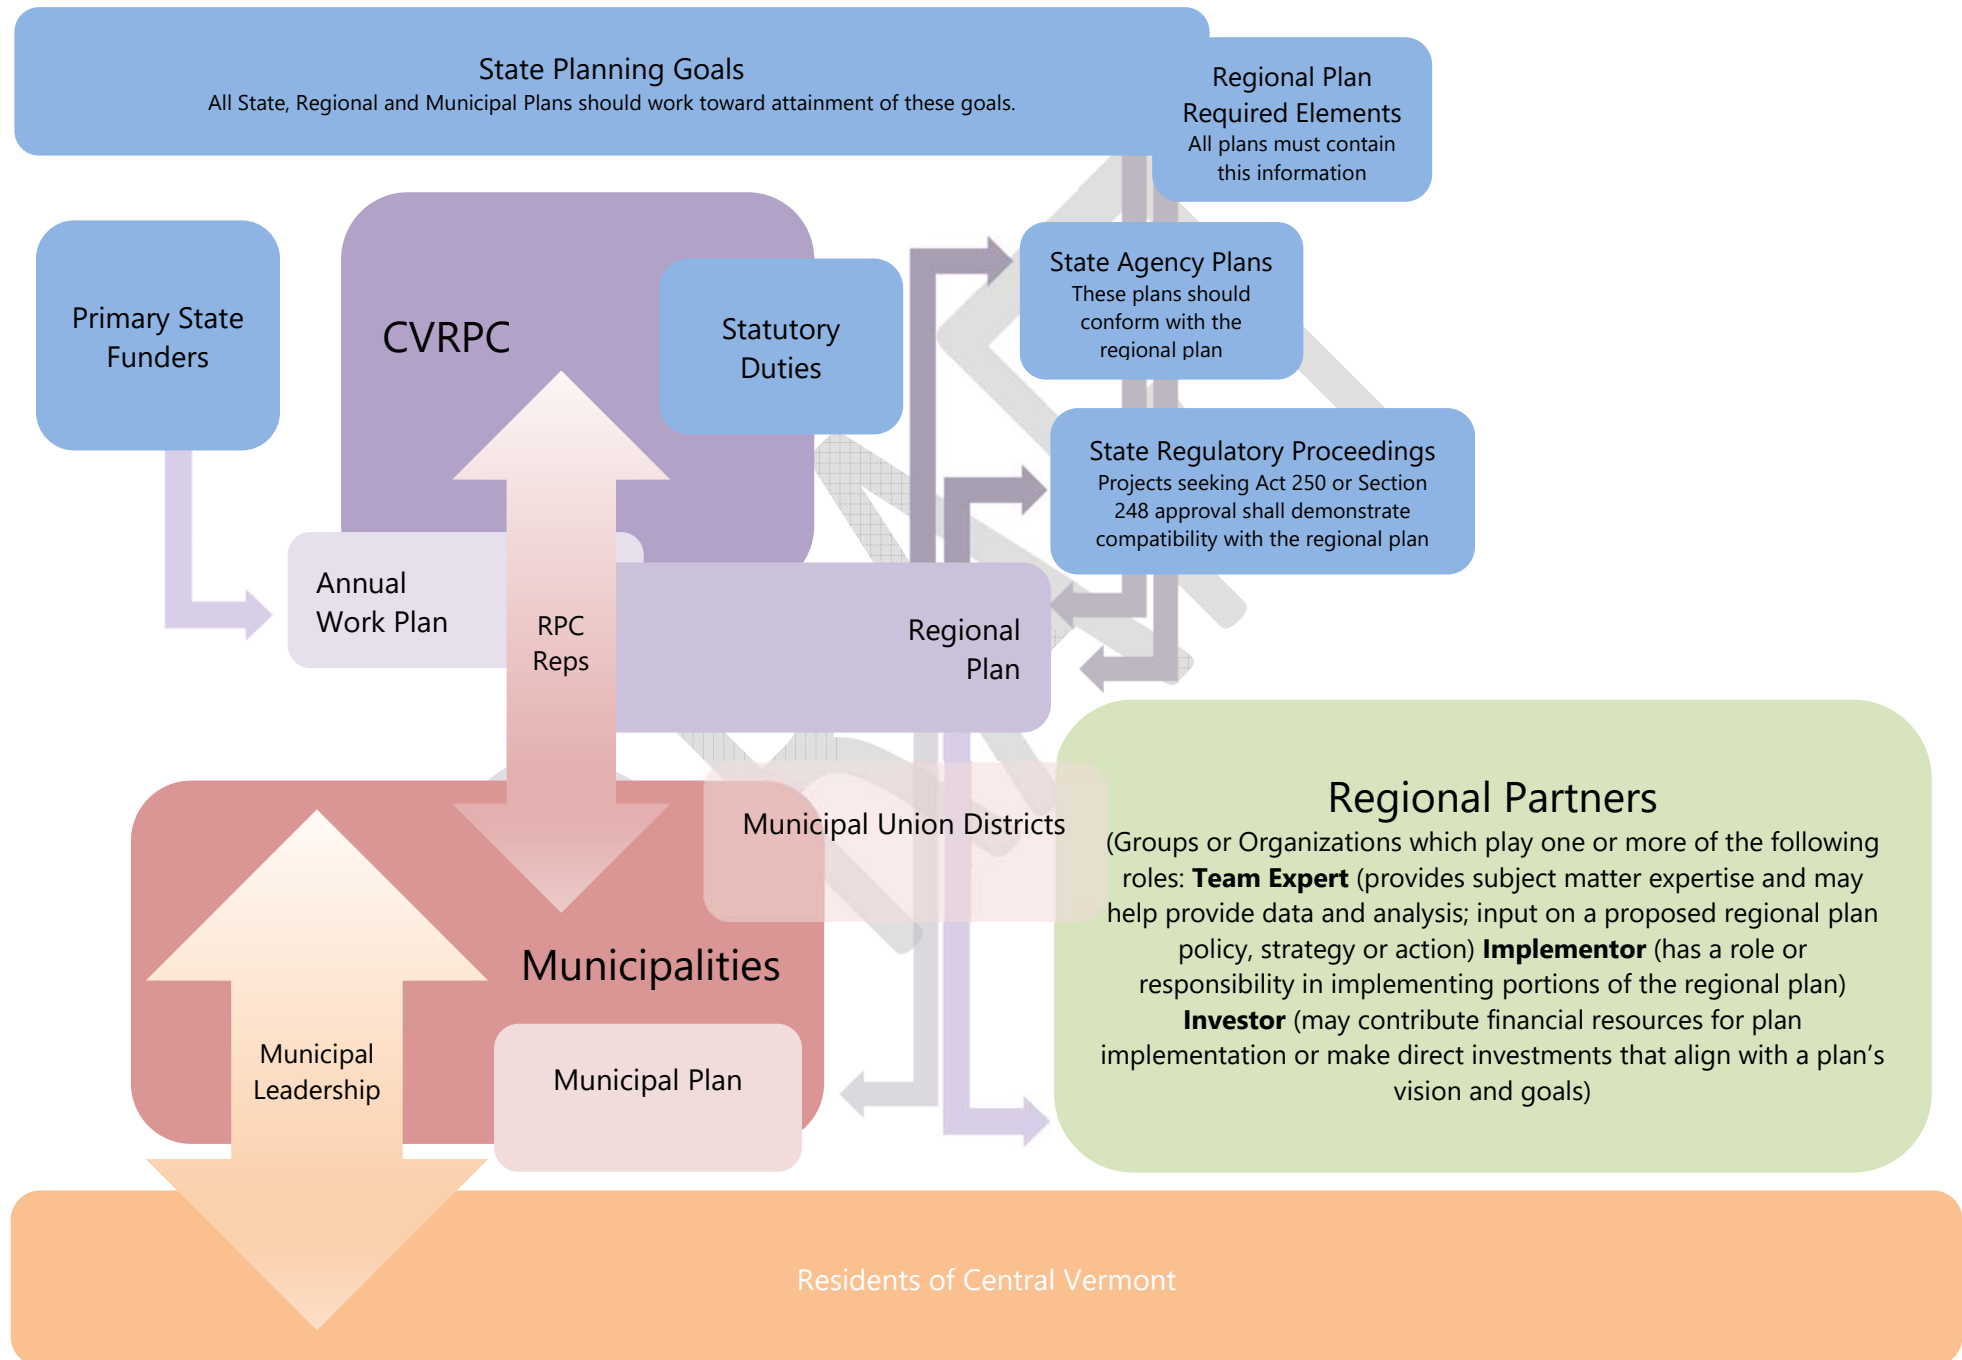 State Planning Goals
All State, Regional and Municipal Plans should work toward attainment of these goals.
Regional Plan
Required Elements
All plans must contain
this information
Primary State
Funders
CVRPC
Statutory
Duties
State Agency Plans
These plans should
conform with the
regional plan
State Regulatory Proceedings
Projects seeking Act 250 or Section
248 approval shall demonstrate
compatibility with the regional plan
Annual
Work Plan
RPC
Reps
Regional
Plan
Municipal Union Districts
Municipalities
Municipal
Leadership
Municipal Plan
Regional Partners
(Groups or Organizations which play one or more of the following
roles: Team Expert (provides subject matter expertise and may
help provide data and analysis; input on a proposed regional plan
policy, strategy or action) Implementor (has a role or
responsibility in implementing portions of the regional plan)
Investor (may contribute financial resources for plan
implementation or make direct investments that align with a plan's
vision and goals)
Residents of Central Vermont